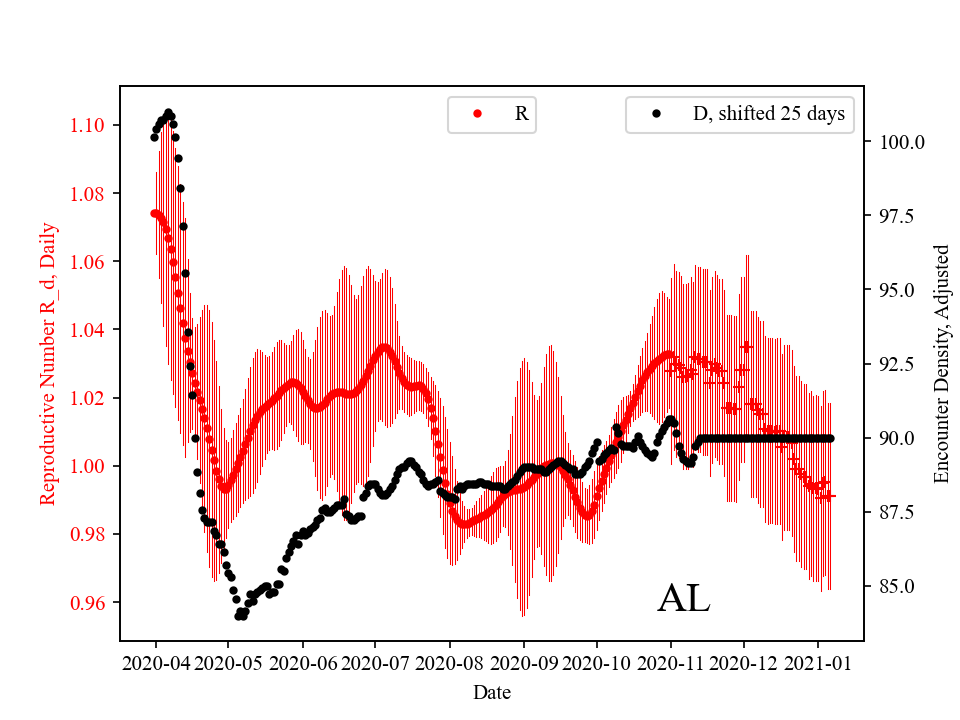 R
D, shifted 25 days
1.10
1.08
1.06
1.04
1.02
1.00
0.98
0.96
Reproductive Number R_d, Daily
100.0
97.5
95.0
92.5
90.0
87.5
85.0
Encounter Density, Adjusted
AL
2020-04 2020-05 2020-06 2020-07 2020-08 2020-09 2020-10 2020-11 2020-12 2021-01
Date